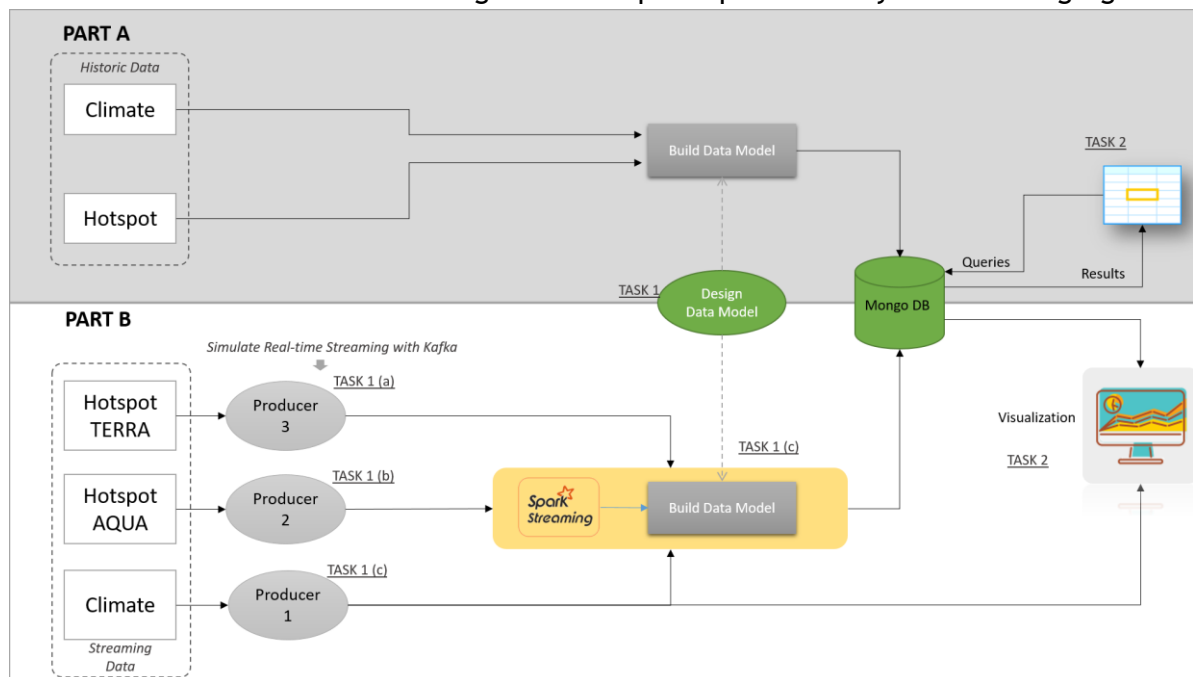 PART A
Historic Data
Climate
Hotspot
Build Data Model
TASK 2
Queries
Results
Mongo DB
TASK 1
Design
Data Model
PART B
Simulate Real-time Streaming with Kafka
Hotspot
TERRA
Producer
3
TASK 1 (a)
Hotspot
AQUA
Producer
2
TASK 1 (b)
Climate
Producer
1
TASK 1 (c)
Streaming
Data
Spark
Streaming
Build Data Model
TASK 1 (c)
Visualization
TASK 2